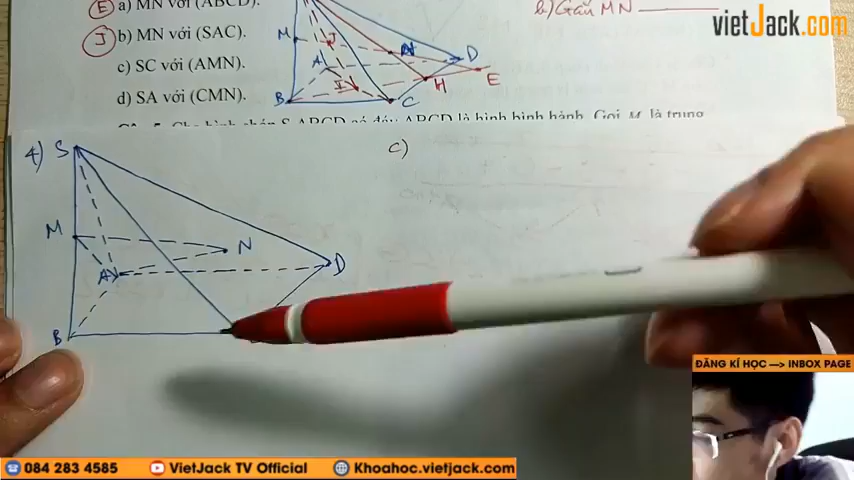 E a) MN với (ABCD).
b) Gắn MN
vietJack.com
J b) MN với (SAC).
c) SC với (AMN).
d) SA với (CMN).
M J N D
A H E
B I C
4) S c)
M N
A D
B
ĐĂNG KÍ HỌC —> INBOX PAGE
084 283 4585 VietJack TV Official Khoahoc.vietjack.com